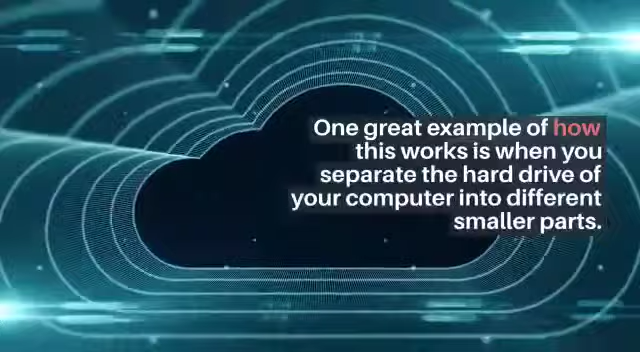 One great example of how
this works is when you
separate the hard drive of
your computer into different
smaller parts.